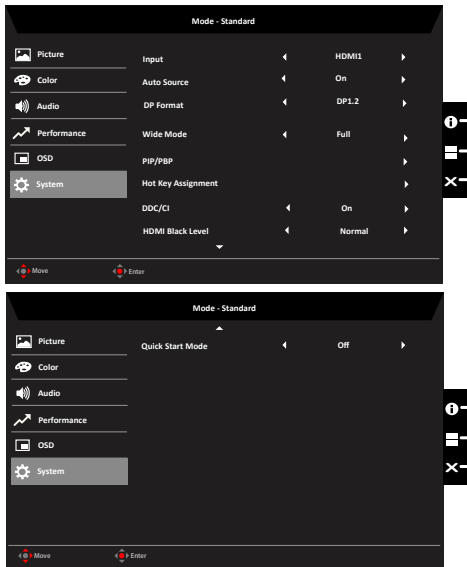 Mode - Standard
Picture
Input HDMI1
Color
Auto Source On
Audio
DP Format DP1.2
Performance
Wide Mode Full
OSD
PIP/PBP
System
Hot Key Assignment
DDC/CI On
HDMI Black Level Normal
Move Enter
Mode - Standard
Picture
Quick Start Mode Off
Color
Audio
Performance
OSD
System
Move Enter